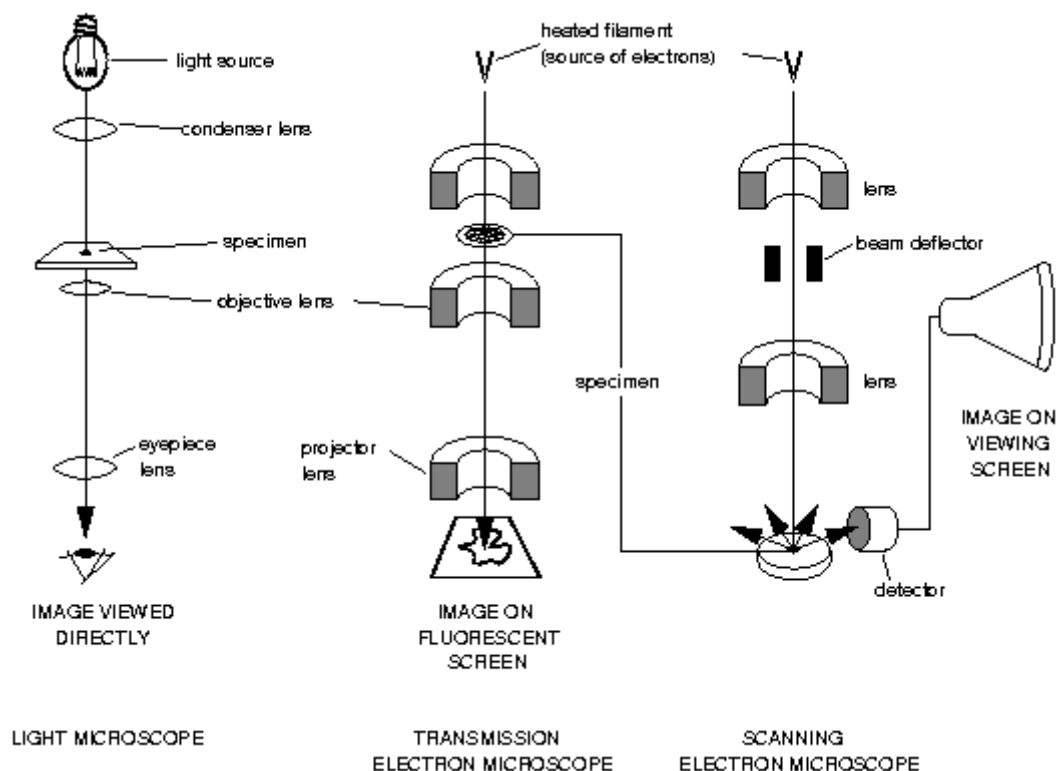 light source
heated filament
(source of electrons)
condenser lens
lens
specimen
beam deflector
objective lens
specimen
lens
eyepiece
lens
projector
lens
IMAGE ON
VIEWING
SCREEN
detector
IMAGE VIEWED
DIRECTLY
IMAGE ON
FLUORESCENT
SCREEN
LIGHT MICROSCOPE
TRANSMISSION
ELECTRON MICROSCOPE
SCANNING
ELECTRON MICROSCOPE